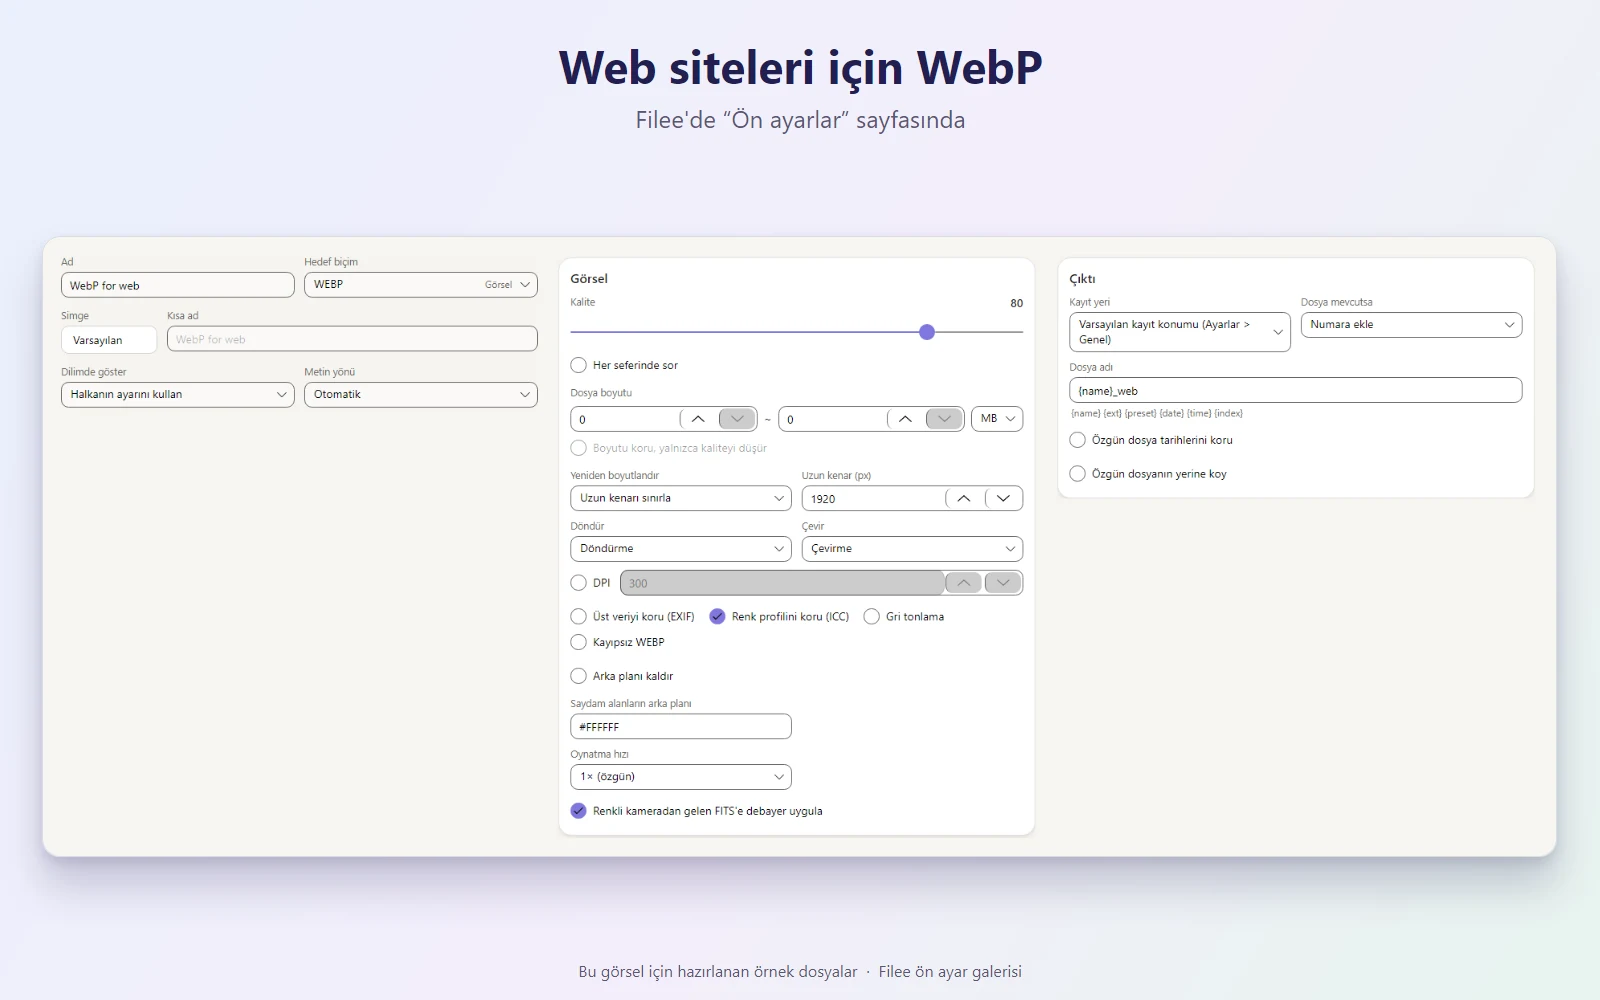 Web siteleri için WebP
Filee'de “Ön ayarlar” sayfasında
Ad
WebP for web
Hedef biçim
WEBP Görsel
Simge
Varsayılan
Kısa ad
WebP for web
Dilimde göster
Halkanın ayarını kullan
Metin yönü
Otomatik
Görsel
Kalite 80
Her seferinde sor
Dosya boyutu
0 ~ 0 MB
Boyutu koru, yalnızca kaliteyi düşür
Yeniden boyutlandır
Uzun kenarı sınırla
Uzun kenar (px)
1920
Döndür
Döndürme
Çevir
Çevirme
DPI 300
Üst veriyi koru (EXIF) Renk profilini koru (ICC) Gri tonlama
Kayıpsız WEBP
Arka planı kaldır
Saydam alanların arka planı
#FFFFFF
Oynatma hızı
1× (özgün)
Renkli kameradan gelen FITS'e debayer uygula
Çıktı
Kayıt yeri
Varsayılan kayıt konumu (Ayarlar >
Genel)
Dosya mevcutsa
Numara ekle
Dosya adı
{name}_web
{name} {ext} {preset} {date} {time} {index}
Özgün dosya tarihlerini koru
Özgün dosyanın yerine koy
Bu görsel için hazırlanan örnek dosyalar · Filee ön ayar galerisi